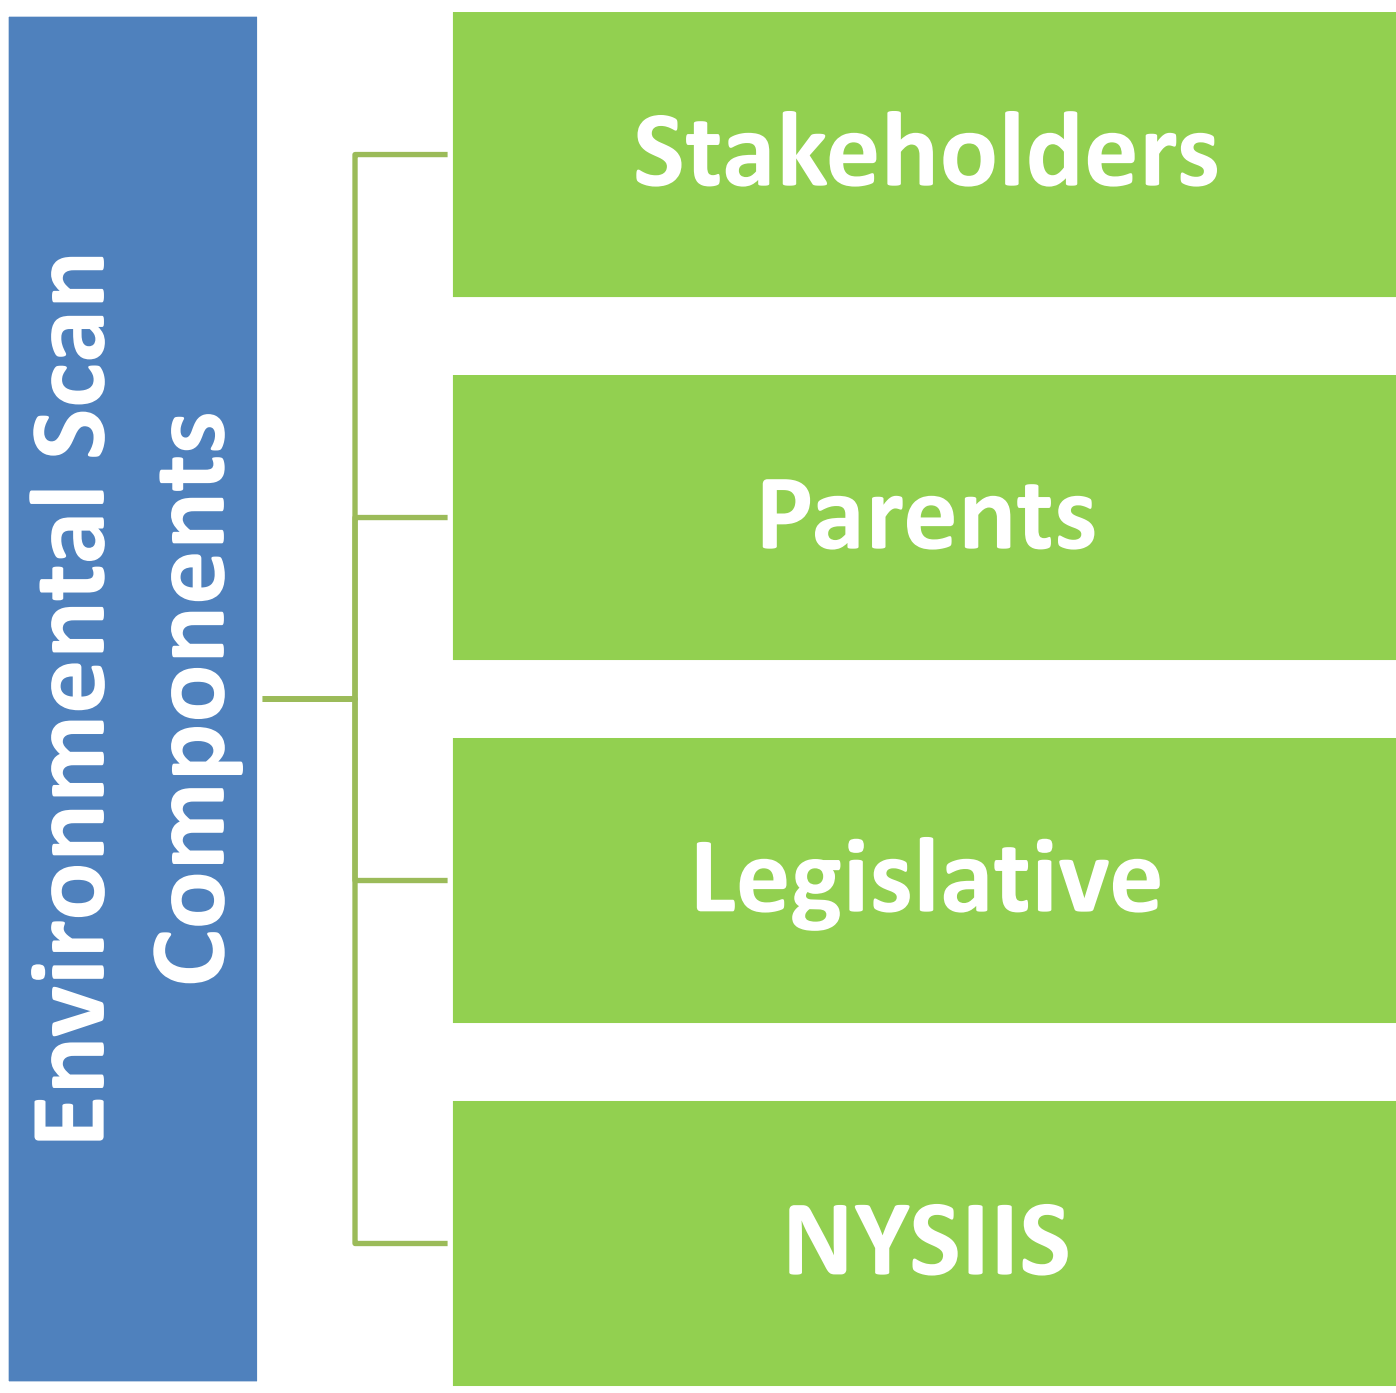 Environmental Scan
Components
Stakeholders
Parents
Legislative
NYSIIS